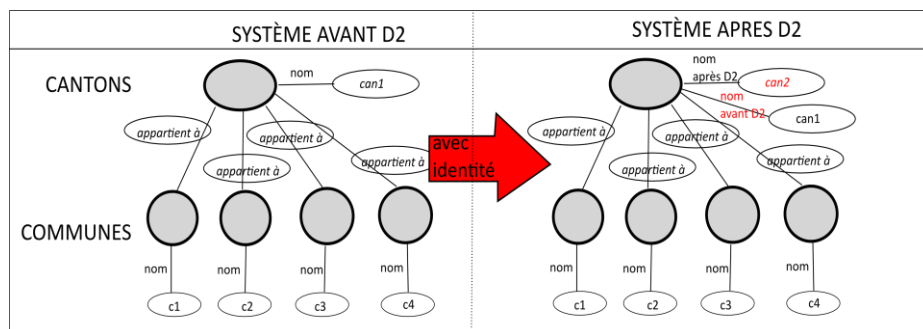 SYSTÈME AVANT D2
SYSTÈME APRES D2
CANTONS
nom
can1
appartient à
appartient à
appartient à
appartient à
COMMUNES
nom
nom
nom
nom
c1
c2
c3
c4
avec
identité
nom
après D2
can2
nom
avant D2
can1
appartient à
appartient à
appartient à
appartient à
nom
nom
nom
nom
c1
c2
c3
c4